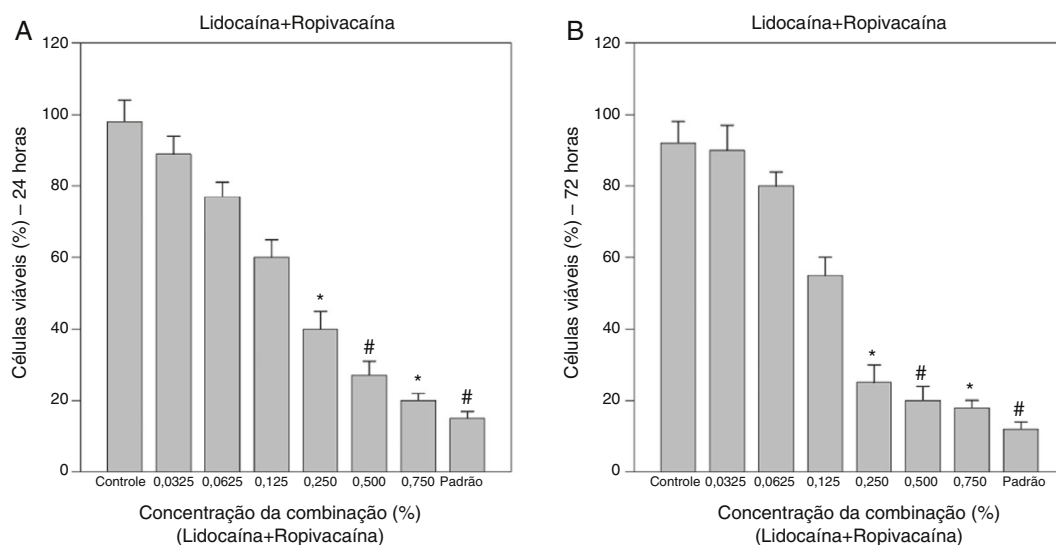 A
Lidocaína+Ropivacaína
120
100
80
60
40
20
0
Células viáveis (%) – 24 horas
*
#
*
#
Controle 0,0325 0,0625 0,125 0,250 0,500 0,750 Padrão
Concentração da combinação (%)
(Lidocaína+Ropivacaína)
B
Lidocaína+Ropivacaína
120
100
80
60
40
20
0
Células viáveis (%) – 72 horas
*
#
*
#
Controle 0,0325 0,0625 0,125 0,250 0,500 0,750 Padrão
Concentração da combinação (%)
(Lidocaína+Ropivacaína)